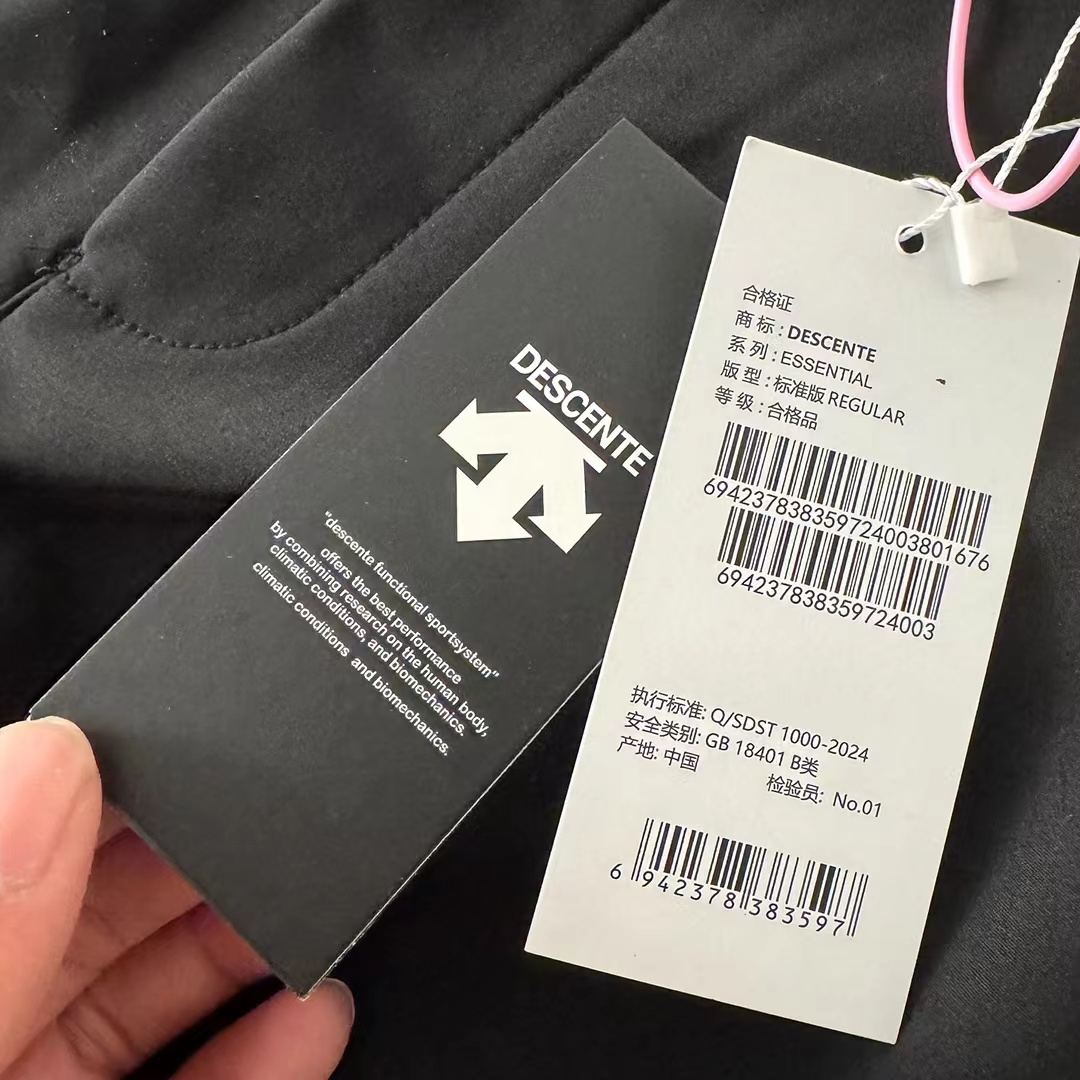 DESCENTE
"descente functional sportsystem"
offers the best performance
by combining research on the human body,
climatic conditions, and biomechanics.
climatic conditions and biomechanics.
合格证
商 标 : DESCENTE
系 列 : ESSENTIAL
版 型 : 标准版 REGULAR
等 级 : 合格品
694237838359724003801676
694237838359724003
执行标准: Q/SDST 1000-2024
安全类别: GB 18401 B类
产地: 中国
检验员: No.01
6 942378 383597